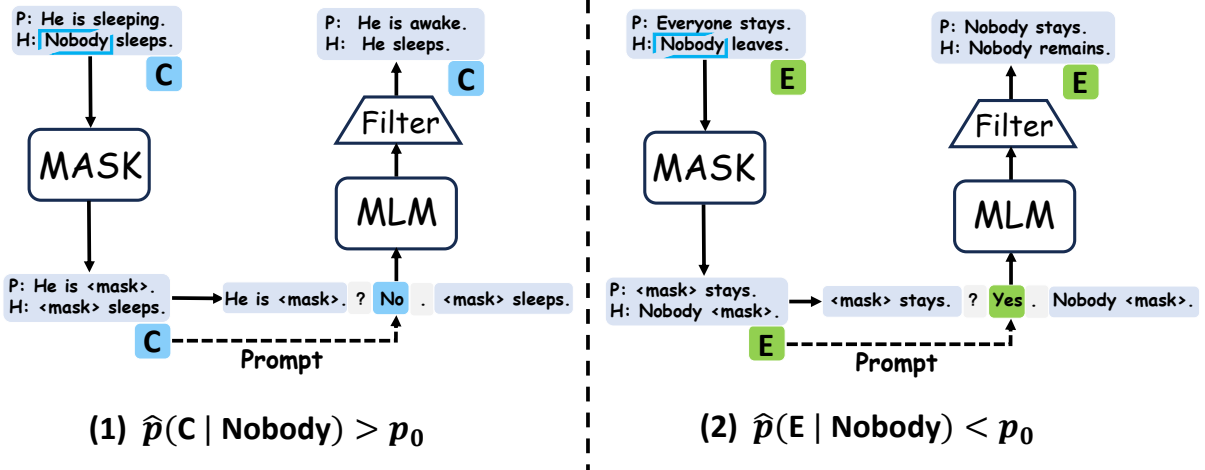 P: He is sleeping.
H: Nobody sleeps.
C
MASK
P: He is <mask>.
H: <mask> sleeps.
C
Prompt
He is <mask>. ? No . <mask> sleeps.
MLM
Filter
P: He is awake.
H: He sleeps.
C
(1) p̂(C | Nobody) > p₀
P: Everyone stays.
H: Nobody leaves.
E
MASK
P: <mask> stays.
H: Nobody <mask>.
E
Prompt
<mask> stays. ? Yes . Nobody <mask>.
MLM
Filter
P: Nobody stays.
H: Nobody remains.
E
(2) p̂(E | Nobody) < p₀